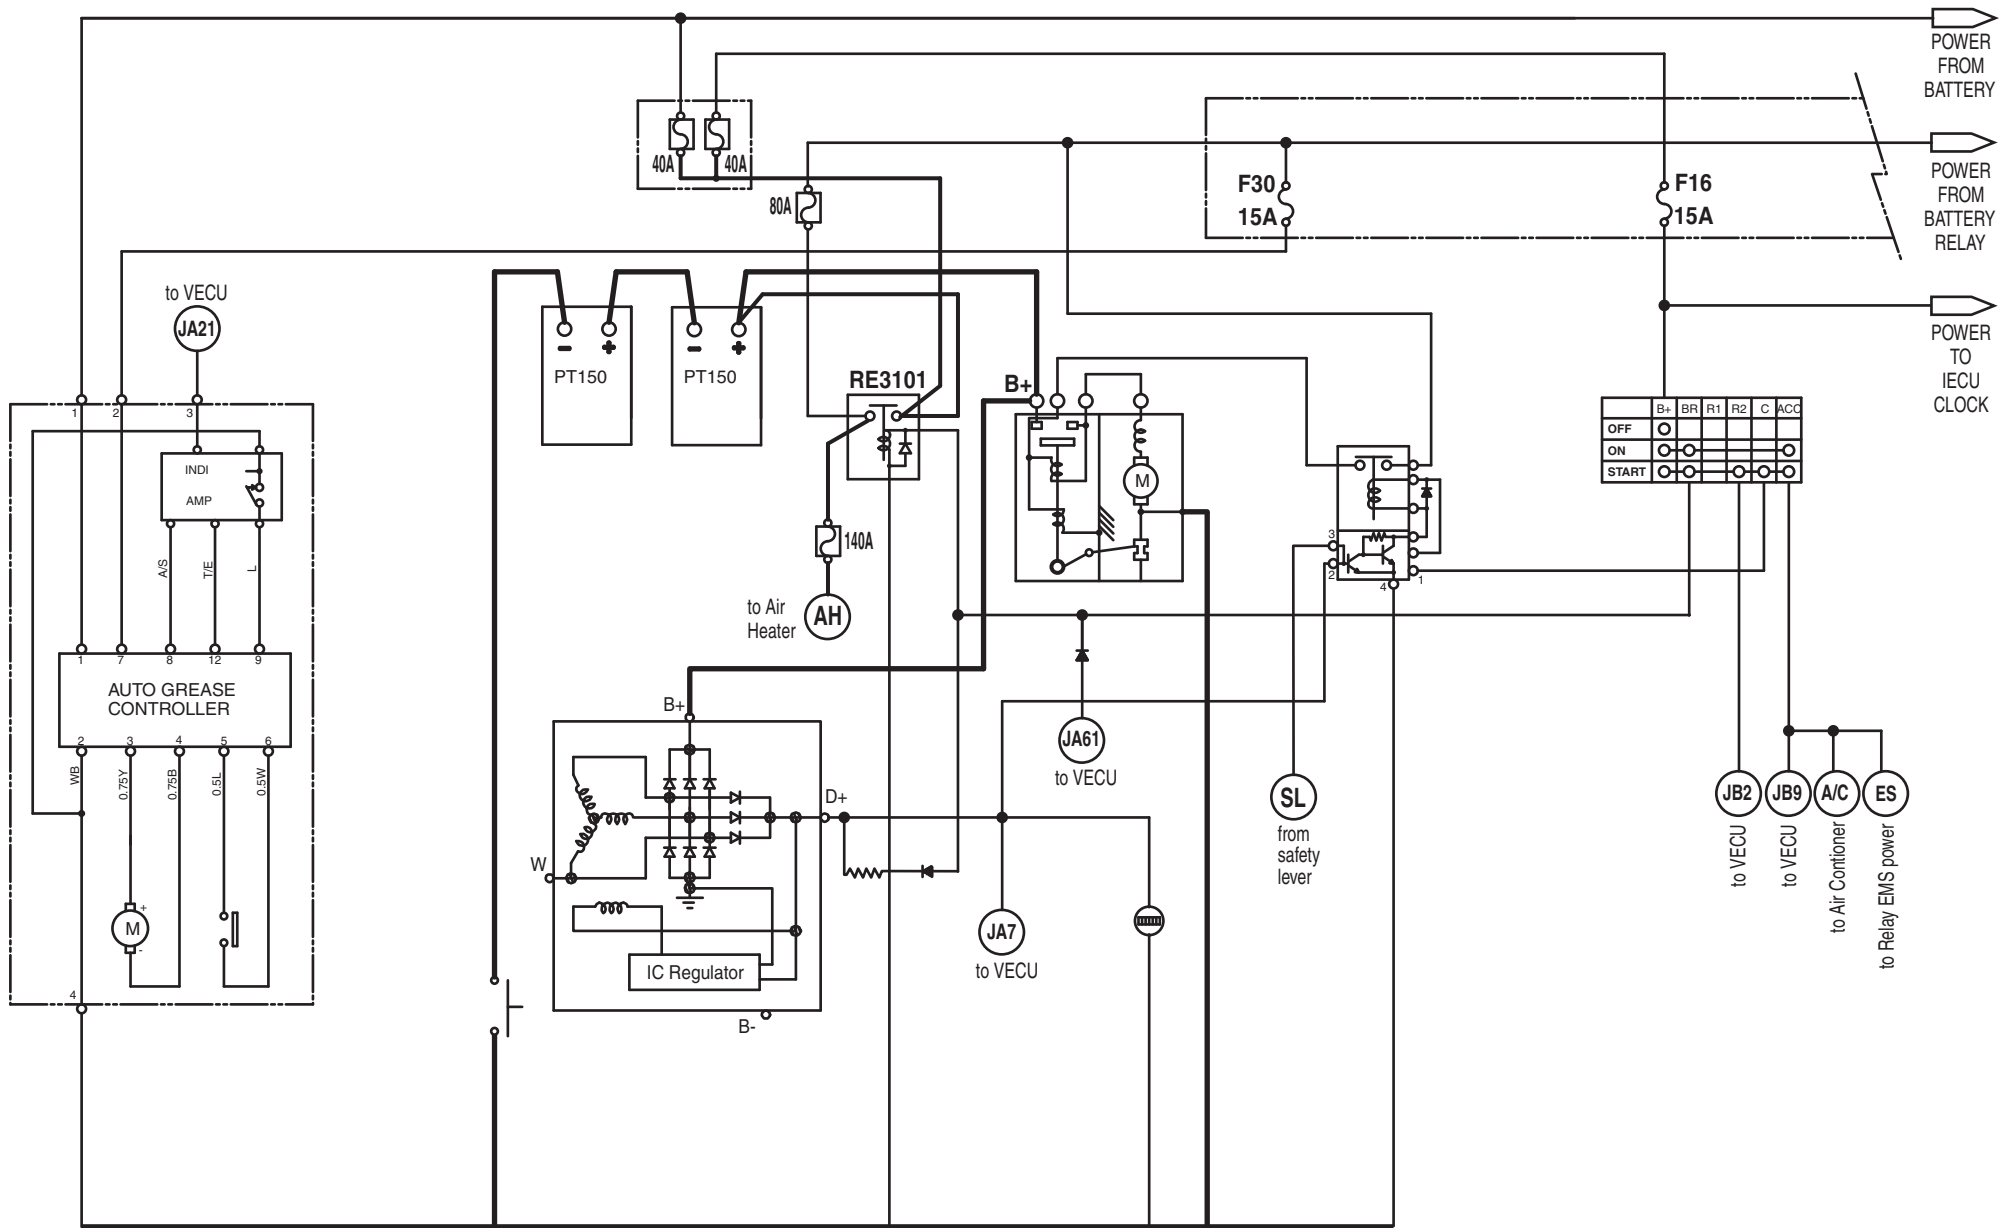 POWER
FROM
BATTERY
40A
40A
80A
F30
15A
F16
15A
POWER
FROM
BATTERY
RELAY
to VECU
JA21
POWER
TO
IECU
CLOCK
- +
PT150
- +
PT150
RE3101
B+
B+ BR R1 R2 C ACC
OFF
ON
START
1 2 3
INDI
AMP
M
140A
3
2
1
4
A/S
T/E
L
to Air
Heater
AH
1 7 8 12 9
AUTO GREASE
CONTROLLER
2 3 4 5 6
WB
0.75Y
0.75B
0.5L
0.5W
M
+
-
4
B+
D+
W
IC Regulator
B-
JA61
to VECU
SL
from
safety
lever
JA7
to VECU
JB2
to VECU
JB9
to VECU
A/C
to Air Contioner
ES
to Relay EMS power